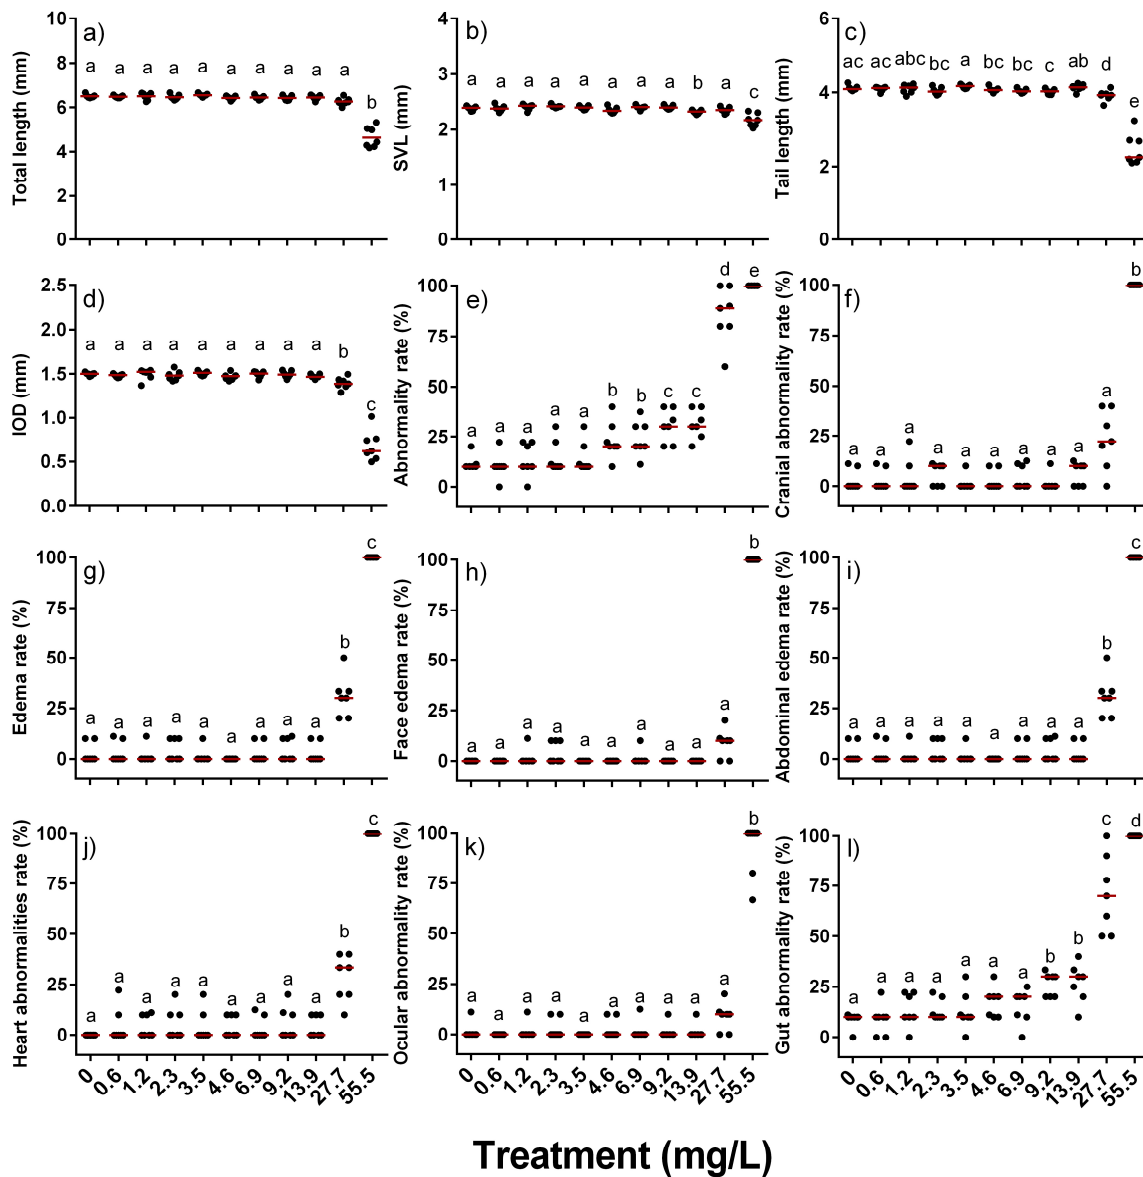 a)
Total length (mm)
10
8
6
4
2
0
a a a a a a a a a a b
b)
SVL (mm)
4
3
2
1
0
a a a a a a a a b a c
c)
Tail length (mm)
6
4
2
0
ac ac abc bc a bc bc c ab d e
d)
IOD (mm)
2.5
2.0
1.5
1.0
0.5
0.0
a a a a a a a a a b c
e)
Abnormality rate (%)
100
75
50
25
0
a a a a a b b c c d e
f)
Cranial abnormality rate (%)
100
75
50
25
0
a a a a a a a a a a b
g)
Edema rate (%)
100
75
50
25
0
a a a a a a a a a b c
h)
Face edema rate (%)
100
75
50
25
0
a a a a a a a a a a b
i)
Abdominal edema rate (%)
100
75
50
25
0
a a a a a a a a a b c
j)
Heart abnormalities rate (%)
100
75
50
25
0
a a a a a a a a a b c
0 0.6 1.2 2.3 3.5 4.6 6.9 9.2 13.9 27.7 55.5
k)
Ocular abnormality rate (%)
100
75
50
25
0
a a a a a a a a a a b
0 0.6 1.2 2.3 3.5 4.6 6.9 9.2 13.9 27.7 55.5
l)
Gut abnormality rate (%)
100
75
50
25
0
a a a a a a a b b c d
0 0.6 1.2 2.3 3.5 4.6 6.9 9.2 13.9 27.7 55.5
Treatment (mg/L)